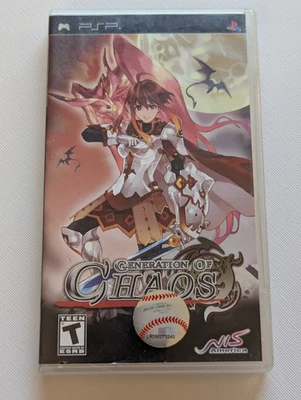 PSP
GENERATION OF
CHAOS
TEEN
T
ESRB
NIS
America